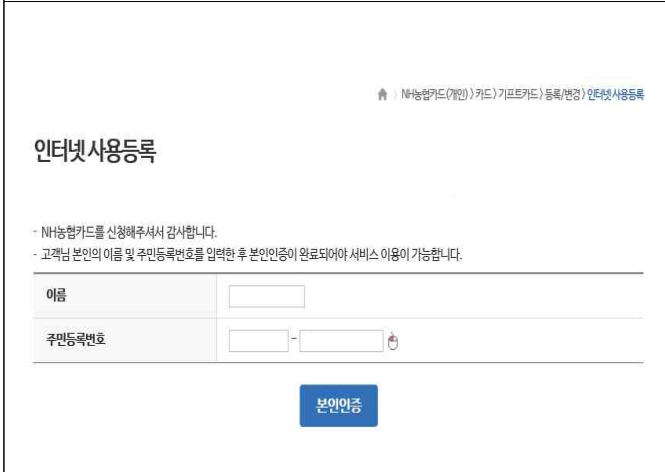 NH농협카드(개인) > 카드 > 기프트카드 > 등록/변경 > 인터넷사용등록
인터넷사용등록
- NH농협카드를 신청해주셔서 감사합니다.
- 고객님 본인의 이름 및 주민등록번호를 입력한 후 본인인증이 완료되어야 서비스 이용이 가능합니다.
이름
주민등록번호 -
본인인증